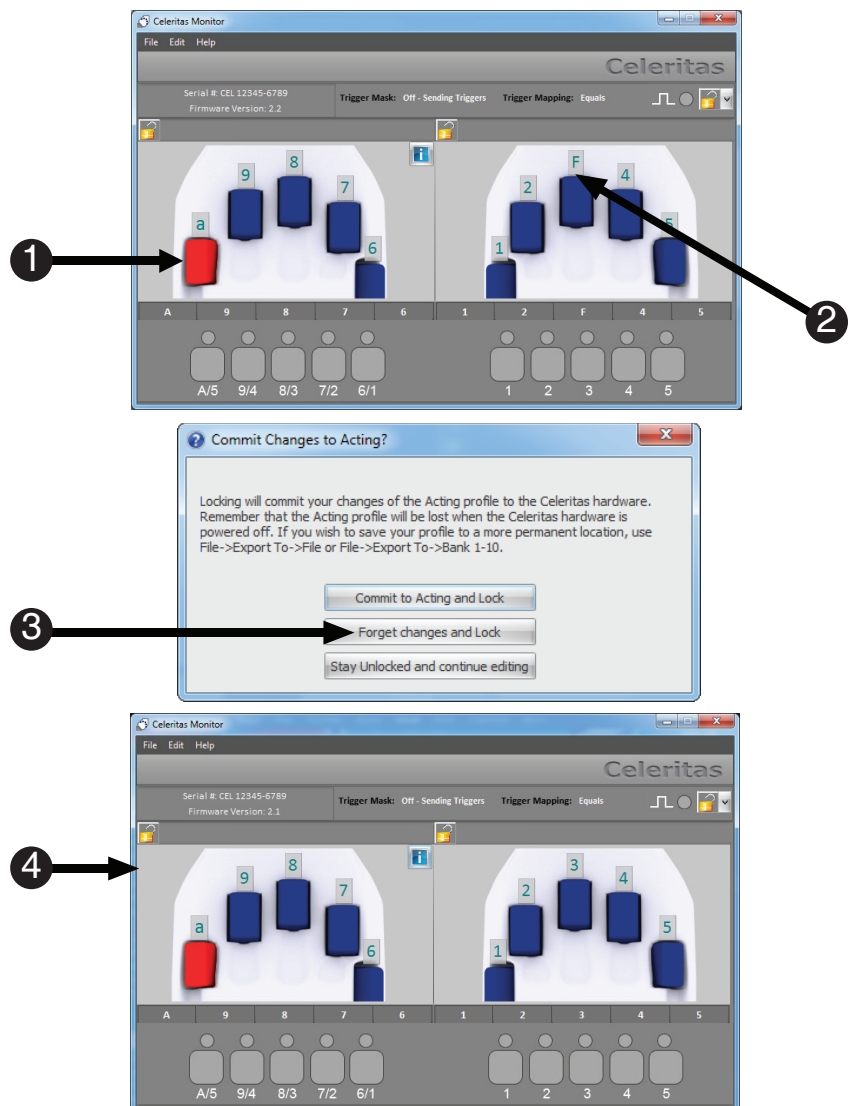 Celeritas Monitor
File Edit Help
Celeritas
Serial #: CEL 12345-6789
Firmware Version: 2.2
Trigger Mask: Off - Sending Triggers Trigger Mapping: Equals
a 9 8 7 6 1 2 F 4 5
A 9 8 7 6 1 2 F 4 5
A/5 9/4 8/3 7/2 6/1 1 2 3 4 5
1
2
Commit Changes to Acting?
Locking will commit your changes of the Acting profile to the Celeritas hardware.
Remember that the Acting profile will be lost when the Celeritas hardware is
powered off. If you wish to save your profile to a more permanent location, use
File->Export To->File or File->Export To->Bank 1-10.
Commit to Acting and Lock
3
Forget changes and Lock
Stay Unlocked and continue editing
Celeritas Monitor
File Edit Help
Celeritas
Serial #: CEL 12345-6789
Firmware Version: 2.1
Trigger Mask: Off - Sending Triggers Trigger Mapping: Equals
4
a 9 8 7 6 1 2 3 4 5
A 9 8 7 6 1 2 3 4 5
A/5 9/4 8/3 7/2 6/1 1 2 3 4 5